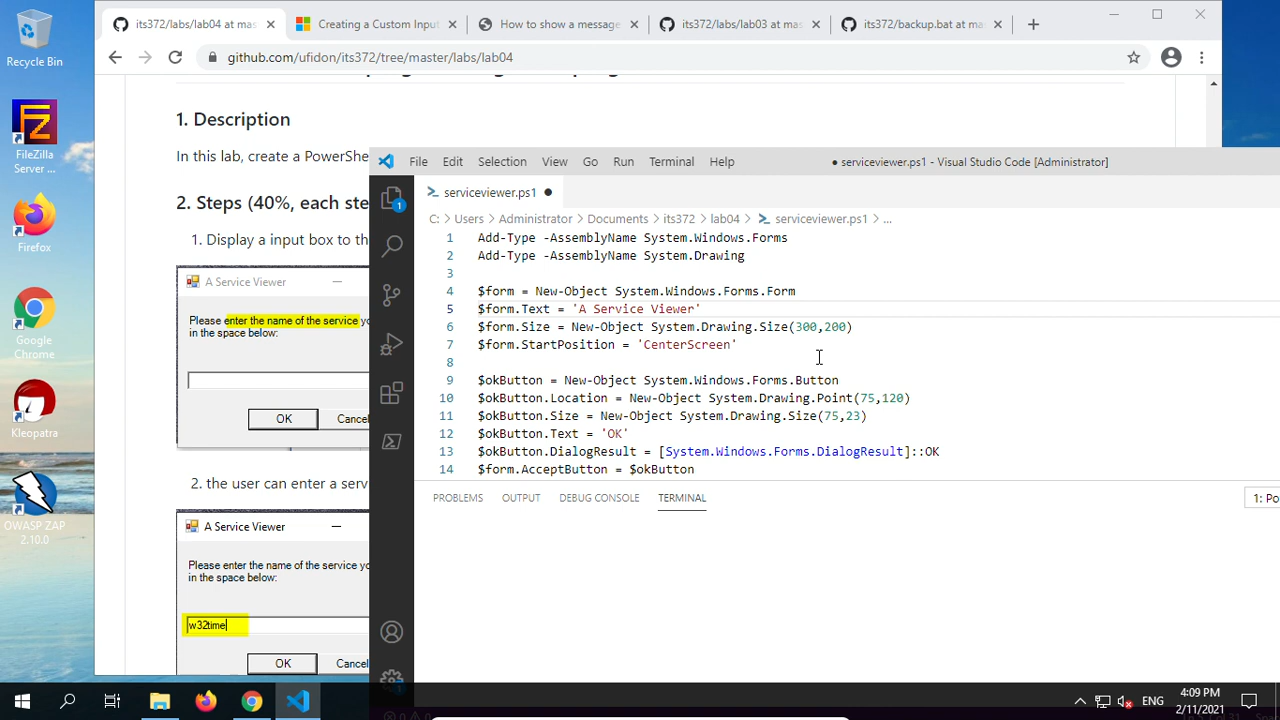 Recycle Bin
FileZilla
Server ...
Firefox
Google
Chrome
Kleopatra
OWASP ZAP
2.10.0
its372/labs/lab04 at mas
Creating a Custom Input
How to show a message
its372/labs/lab03 at mas
its372/backup.bat at ma
github.com/ufidon/its372/tree/master/labs/lab04
1. Description
In this lab, create a PowerShe
2. Steps (40%, each ste
1. Display a input box to th
A Service Viewer
Please enter the name of the service yo
in the space below:
OK
Cance
2. the user can enter a serv
A Service Viewer
Please enter the name of the service yo
in the space below:
w32time
OK
Cance
File Edit Selection View Go Run Terminal Help
● serviceviewer.ps1 - Visual Studio Code [Administrator]
serviceviewer.ps1
C: > Users > Administrator > Documents > its372 > lab04 > serviceviewer.ps1 > ...
1 Add-Type -AssemblyName System.Windows.Forms
2 Add-Type -AssemblyName System.Drawing
3
4 $form = New-Object System.Windows.Forms.Form
5 $form.Text = 'A Service Viewer'
6 $form.Size = New-Object System.Drawing.Size(300,200)
7 $form.StartPosition = 'CenterScreen'
8
9 $okButton = New-Object System.Windows.Forms.Button
10 $okButton.Location = New-Object System.Drawing.Point(75,120)
11 $okButton.Size = New-Object System.Drawing.Size(75,23)
12 $okButton.Text = 'OK'
13 $okButton.DialogResult = [System.Windows.Forms.DialogResult]::OK
14 $form.AcceptButton = $okButton
PROBLEMS OUTPUT DEBUG CONSOLE TERMINAL
1: Po
1
1
ENG
4:09 PM
2/11/2021